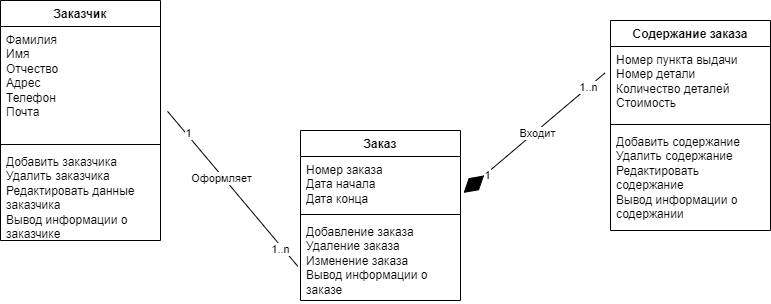 Заказчик
Фамилия
Имя
Отчество
Адрес
Телефон
Почта
Добавить заказчика
Удалить заказчика
Редактировать данные
заказчика
Вывод информации о
заказчике
1
Оформляет
1..n
Заказ
Номер заказа
Дата начала
Дата конца
Добавление заказа
Удаление заказа
Изменение заказа
Вывод информации о
заказе
1
Входит
1..n
Содержание заказа
Номер пункта выдачи
Номер детали
Количество деталей
Стоимость
Добавить содержание
Удалить содержание
Редактировать
содержание
Вывод информации о
содержании